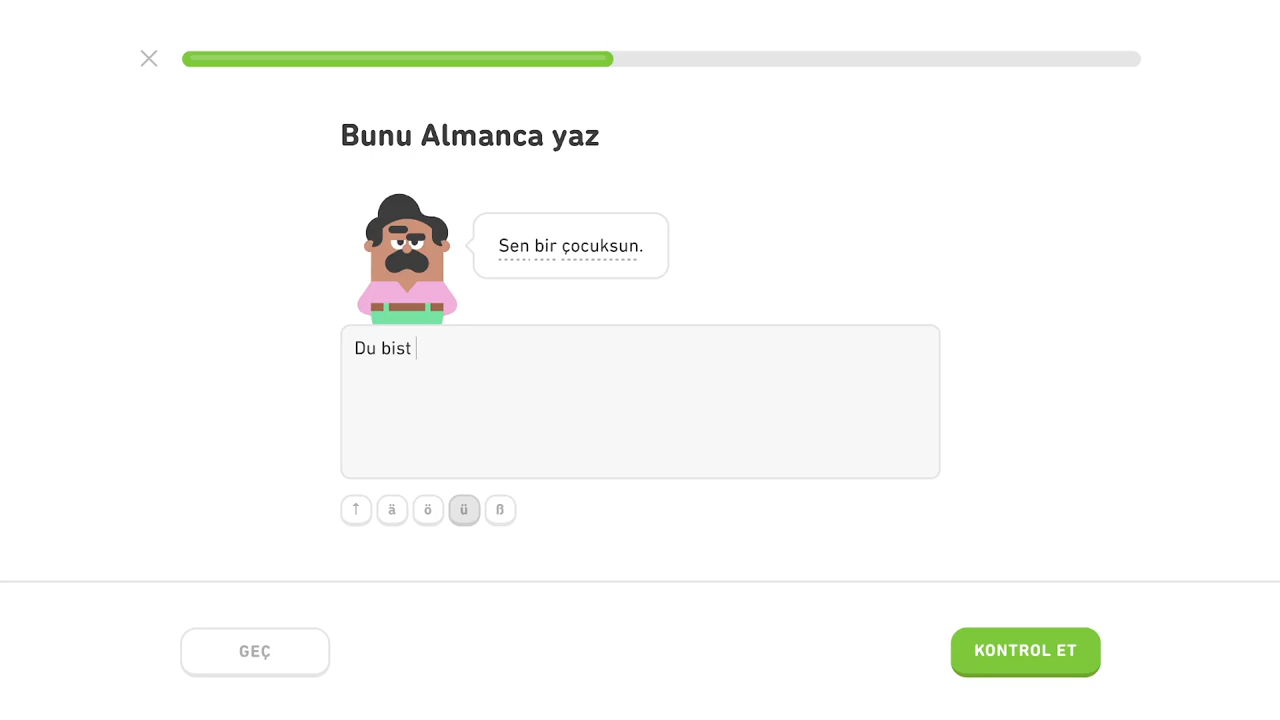 Bunu Almanca yaz
Sen bir çocuksun.
Du bist
↑ ä ö ü ß
GEÇ
KONTROL ET